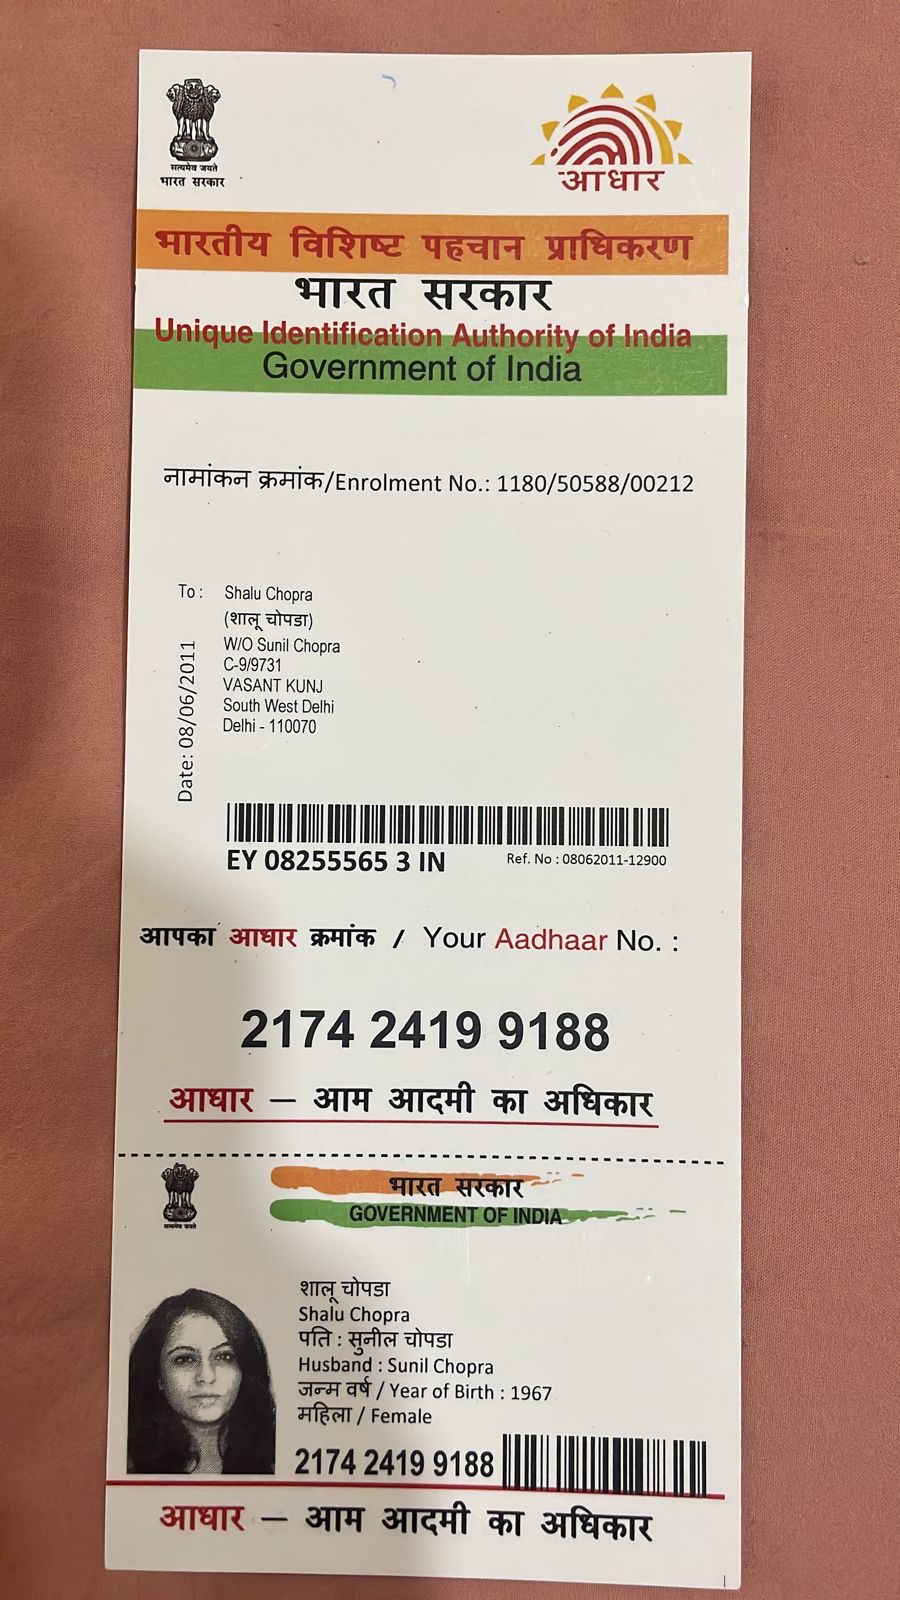 सत्यमेव जयते
भारत सरकार
आधार
भारतीय विशिष्ट पहचान प्राधिकरण
भारत सरकार
Unique Identification Authority of India
Government of India
नामांकन क्रमांक/Enrolment No.: 1180/50588/00212
To : Shalu Chopra
(शालू चोपडा)
W/O Sunil Chopra
C-9/9731
VASANT KUNJ
South West Delhi
Delhi - 110070
Date: 08/06/2011
EY 08255565 3 IN
Ref. No : 08062011-12900
आपका आधार क्रमांक / Your Aadhaar No. :
2174 2419 9188
आधार — आम आदमी का अधिकार
सत्यमेव जयते
भारत सरकार
GOVERNMENT OF INDIA
शालू चोपडा
Shalu Chopra
पति : सुनील चोपडा
Husband : Sunil Chopra
जन्म वर्ष / Year of Birth : 1967
महिला / Female
2174 2419 9188
आधार — आम आदमी का अधिकार